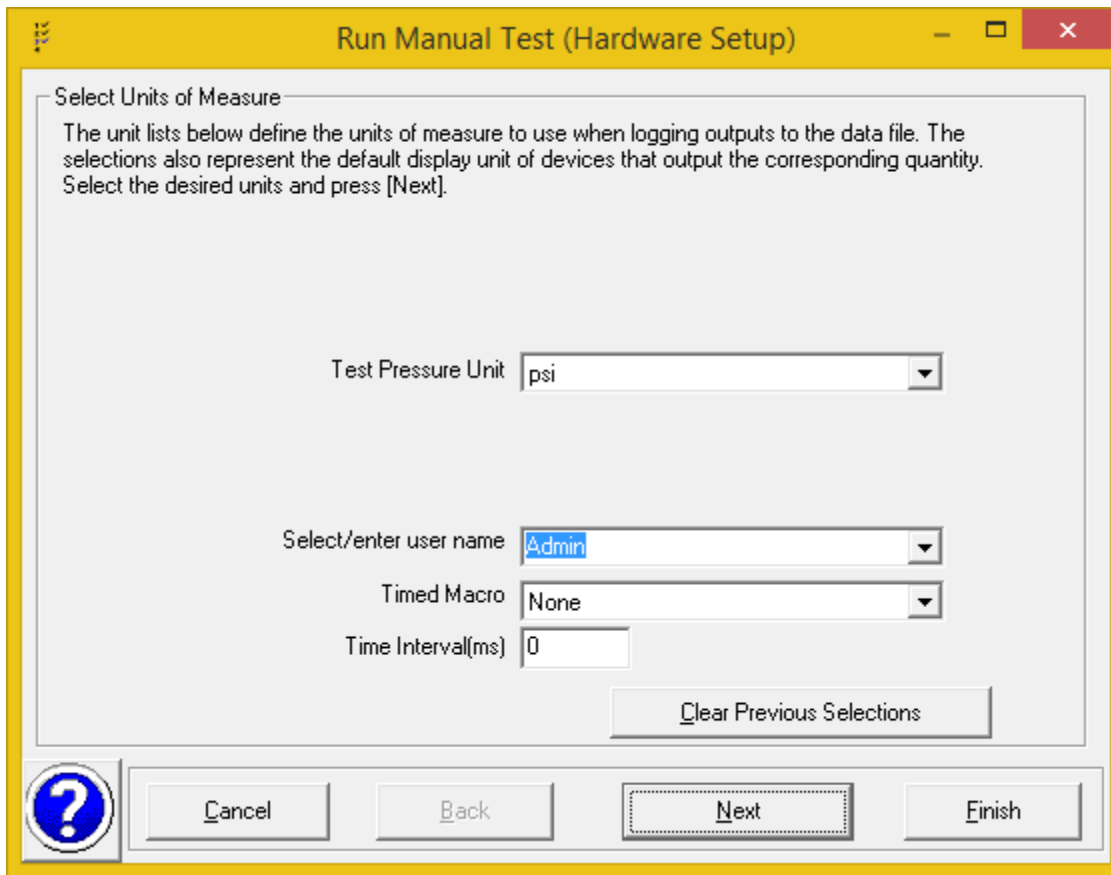 Run Manual Test (Hardware Setup)
Select Units of Measure
The unit lists below define the units of measure to use when logging outputs to the data file. The
selections also represent the default display unit of devices that output the corresponding quantity.
Select the desired units and press [Next].
Test Pressure Unit psi
Select/enter user name Admin
Timed Macro None
Time Interval(ms) 0
Clear Previous Selections
? Cancel Back Next Finish